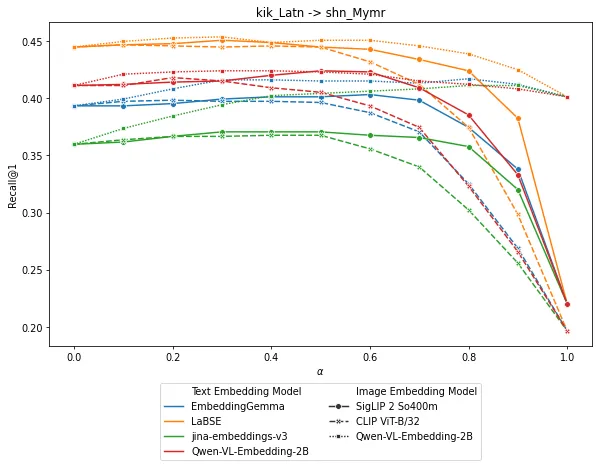 kik_Latn -> shn_Mymr
Recall@1
0.45
0.40
0.35
0.30
0.25
0.20
0.0 0.2 0.4 0.6 0.8 1.0
α
Text Embedding Model Image Embedding Model
EmbeddingGemma SigLIP 2 So400m
LaBSE CLIP ViT-B/32
jina-embeddings-v3 Qwen-VL-Embedding-2B
Qwen-VL-Embedding-2B